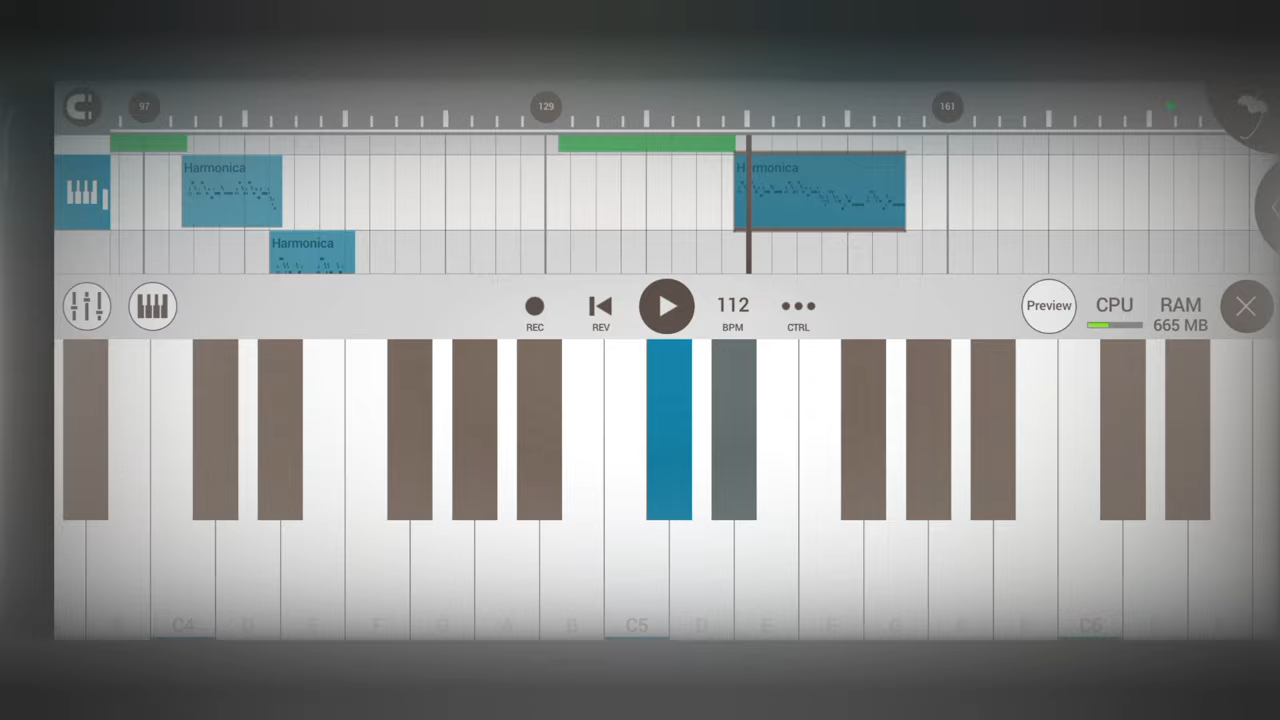 97 129 161
Harmonica Harmonica
Harmonica
112 Preview CPU RAM
REC REV BPM CTRL 665 MB
C4 D E F G A B C5 D E F G C6